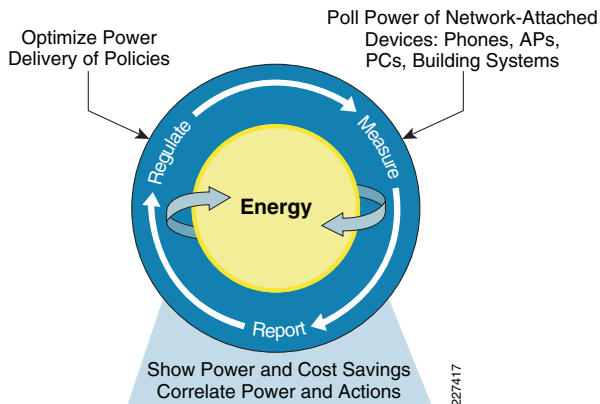 Optimize Power
Delivery of Policies
Poll Power of Network-Attached
Devices: Phones, APs,
PCs, Building Systems
Regulate
Measure
Energy
Report
Show Power and Cost Savings
Correlate Power and Actions
227417